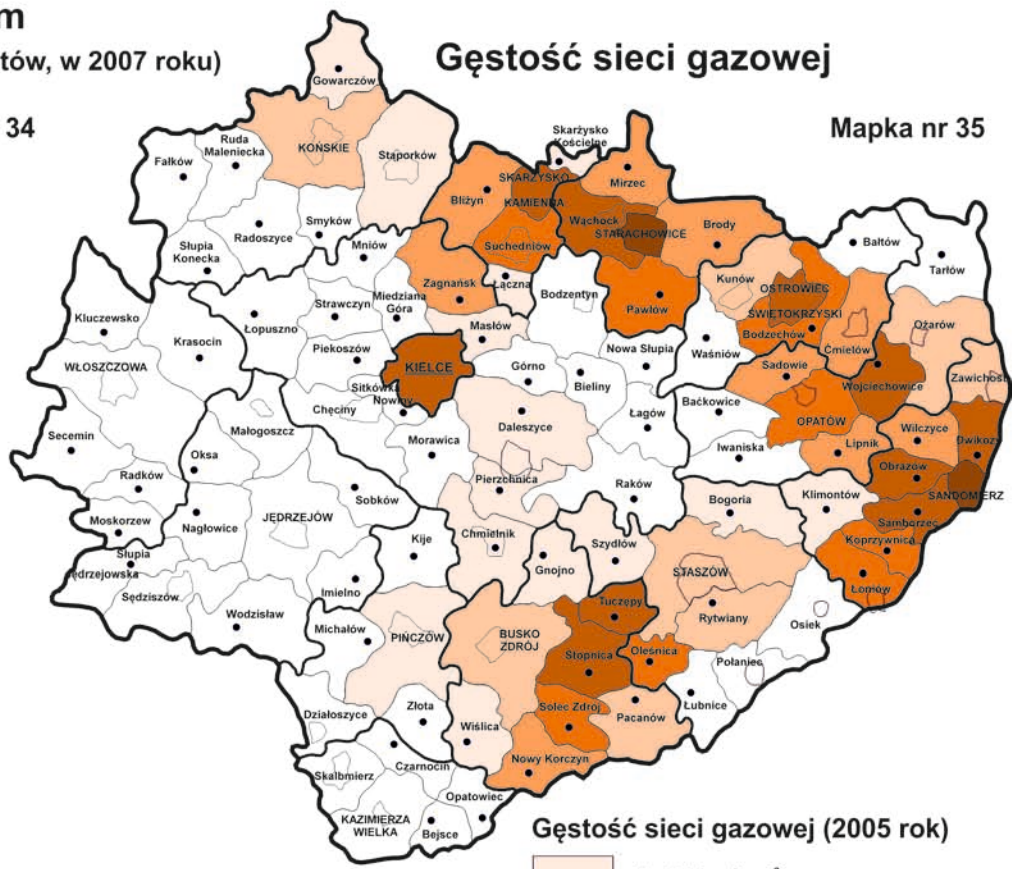 m
tów, w 2007 roku)
Gęstość sieci gazowej
34
Mapka nr 35
Gowarczów
Ruda
Maleniecka
Fałków
KOŃSKIE
Stąporków
Skarżysko
Kościelne
SKARŻYSKO
KAMIENNA
Mirzec
Bliżyn
Słupia
Konecka
Radoszyce
Smyków
Mniów
Wąchock
STARACHOWICE
Brody
Suchedniów
Bałtów
Tarłów
Kluczewsko
Łopuszno
Strawczyn
Miedziana
Góra
Zagnańsk
Łączna
Bodzentyn
Pawłów
Kunów
OSTROWIEC
ŚWIĘTOKRZYSKI
Bodzechów
Ćmielów
Ożarów
Krasocin
Masłów
WŁOSZCZOWA
Piekoszów
KIELCE
Górno
Nowa Słupia
Bieliny
Waśniów
Sadowie
Wojciechowice
Zawichost
Sitkówka
Nowiny
Chęciny
Małogoszcz
Morawica
Daleszyce
Łagów
Baćkowice
OPATÓW
Iwaniska
Lipnik
Wilczyce
Dwikozy
Secemin
Oksa
Radków
Sobków
Pierzchnica
Raków
Obrazów
SANDOMIERZ
Moskorzew
Nagłowice
JĘDRZEJÓW
Bogoria
Klimontów
Samborzec
Koprzywnica
Słupia
Jędrzejowska
Kije
Chmielnik
Gnojno
Szydłów
STASZÓW
Łoniów
Sędziszów
Imielno
Tuczępy
Rytwiany
Osiek
Wodzisław
Michałów
PIŃCZÓW
BUSKO
ZDRÓJ
Stopnica
Oleśnica
Połaniec
Działoszyce
Złota
Wiślica
Solec Zdrój
Pacanów
Łubnice
Skalbmierz
Czarnocin
Nowy Korczyn
Opatowiec
KAZIMIERZA
WIELKA
Bejsce
Gęstość sieci gazowej (2005 rok)